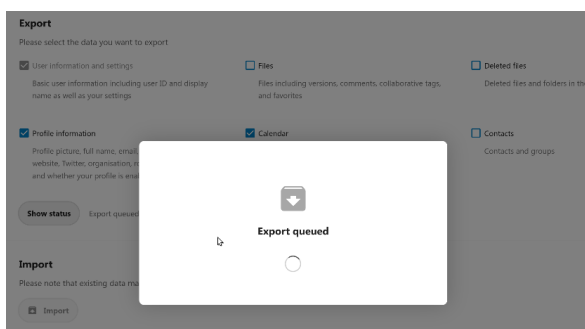 Export
Please select the data you want to export
User information and settings
Files
Deleted files
Basic user information including user ID and display
name as well as your settings
Files including versions, comments, collaborative tags,
and favorites
Deleted files and folders in
Profile information
Calendar
Contacts
Profile picture, full name, email,
website, Twitter, organisation,
and whether your profile is
Contacts and groups
Show status
Export queued
Export queued
Import
Please note that existing data
Import